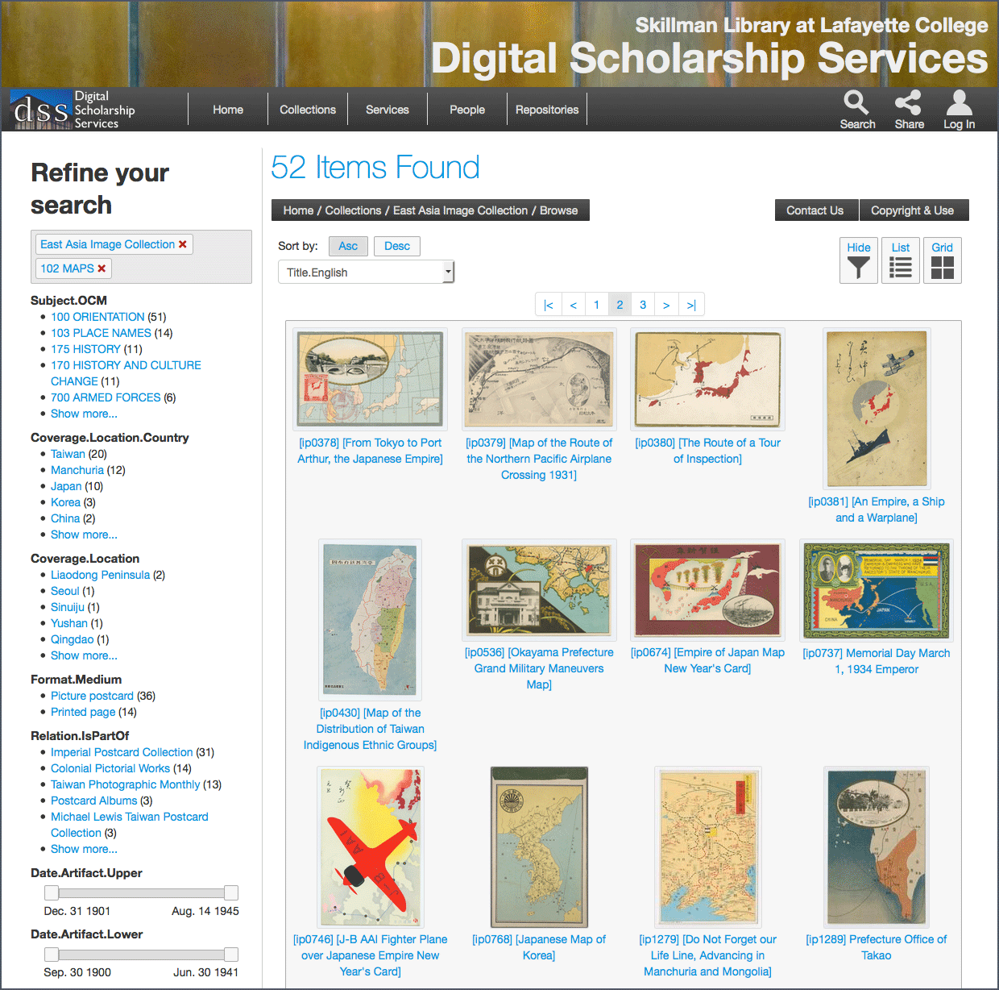 Skillman Library at Lafayette College
Digital Scholarship Services
dss
Digital
Scholarship
Services
Home
Collections
Services
People
Repositories
Search
Share
Log In
Refine your
search
East Asia Image Collection
102 MAPS
Subject.OCM
100 ORIENTATION (51)
103 PLACE NAMES (14)
175 HISTORY (11)
170 HISTORY AND CULTURE
CHANGE (11)
700 ARMED FORCES (6)
Show more...
Coverage.Location.Country
Taiwan (20)
Manchuria (12)
Japan (10)
Korea (3)
China (2)
Show more...
Coverage.Location
Liaodong Peninsula (2)
Seoul (1)
Sinuiju (1)
Yushan (1)
Qingdao (1)
Show more...
Format.Medium
Picture postcard (36)
Printed page (14)
Relation.IsPartOf
Imperial Postcard Collection (31)
Colonial Pictorial Works (14)
Taiwan Photographic Monthly (13)
Postcard Albums (3)
Michael Lewis Taiwan Postcard
Collection (3)
Show more...
Date.Artifact.Upper
Dec. 31 1901 Aug. 14 1945
Date.Artifact.Lower
Sep. 30 1900 Jun. 30 1941
52 Items Found
Home / Collections / East Asia Image Collection / Browse
Contact Us
Copyright & Use
Sort by: Asc Desc
Title.English
Hide
List
Grid
|< < 1 2 3 > >|
[ip0378] [From Tokyo to Port
Arthur, the Japanese Empire]
[ip0379] [Map of the Route of
the Northern Pacific Airplane
Crossing 1931]
[ip0380] [The Route of a Tour
of Inspection]
[ip0381] [An Empire, a Ship
and a Warplane]
[ip0430] [Map of the
Distribution of Taiwan
Indigenous Ethnic Groups]
[ip0536] [Okayama Prefecture
Grand Military Maneuvers
Map]
[ip0674] [Empire of Japan Map
New Year's Card]
MEMORIAL DAY MARCH 1, 1934
MANCHUKUO
CHINA
JAPAN
U.S.A.
[ip0737] Memorial Day March
1, 1934 Emperor
[ip0746] [J-B AAI Fighter Plane
over Japanese Empire New
Year's Card]
[ip0768] [Japanese Map of
Korea]
[ip1279] [Do Not Forget our
Life Line, Advancing in
Manchuria and Mongolia]
[ip1289] Prefecture Office of
Takao